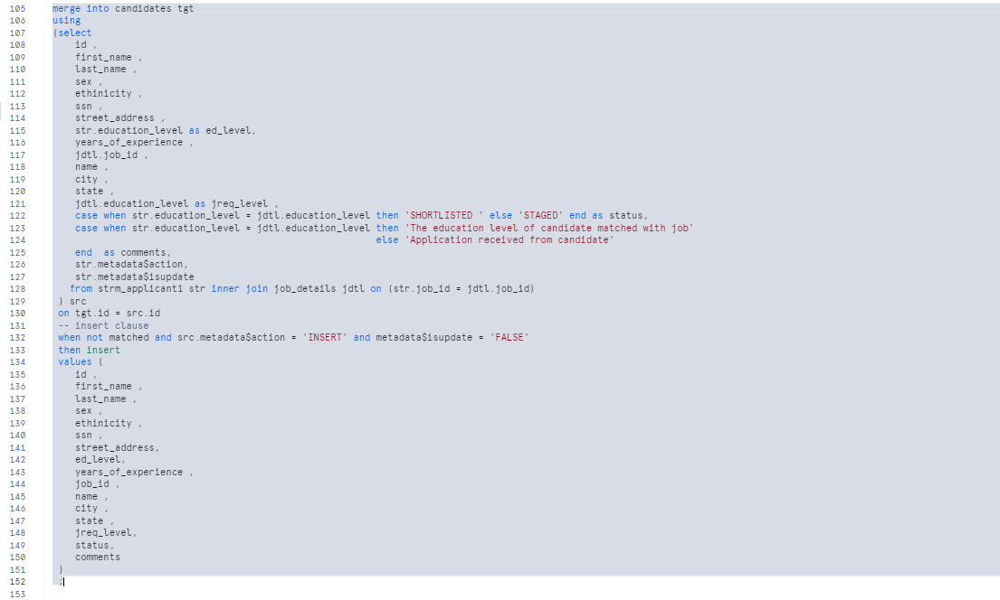 105 merge into candidates tgt
106 using
107 (select
108 id ,
109 first_name ,
110 last_name ,
111 sex ,
112 ethinicity ,
113 ssn ,
114 street_address ,
115 str.education_level as ed_level,
116 years_of_experience ,
117 jdtl.job_id ,
118 name ,
119 city ,
120 state ,
121 jdtl.education_level as jreq_level ,
122 case when str.education_level = jdtl.education_level then 'SHORTLISTED ' else 'STAGED' end as status,
123 case when str.education_level = jdtl.education_level then 'The education level of candidate matched with job'
124 else 'Application received from candidate'
125 end  as comments,
126 str.metadata$action,
127 str.metadata$isupdate
128 from strm_applicant1 str inner join job_details jdtl on (str.job_id = jdtl.job_id)
129 ) src
130 on tgt.id = src.id
131 -- insert clause
132 when not matched and src.metadata$action = 'INSERT' and metadata$isupdate = 'FALSE'
133 then insert
134 values (
135 id ,
136 first_name ,
137 last_name ,
138 sex ,
139 ethinicity ,
140 ssn ,
141 street_address,
142 ed_level,
143 years_of_experience ,
144 job_id ,
145 name ,
146 city ,
147 state ,
148 jreq_level,
149 status,
150 comments
151 )
152 ;
153